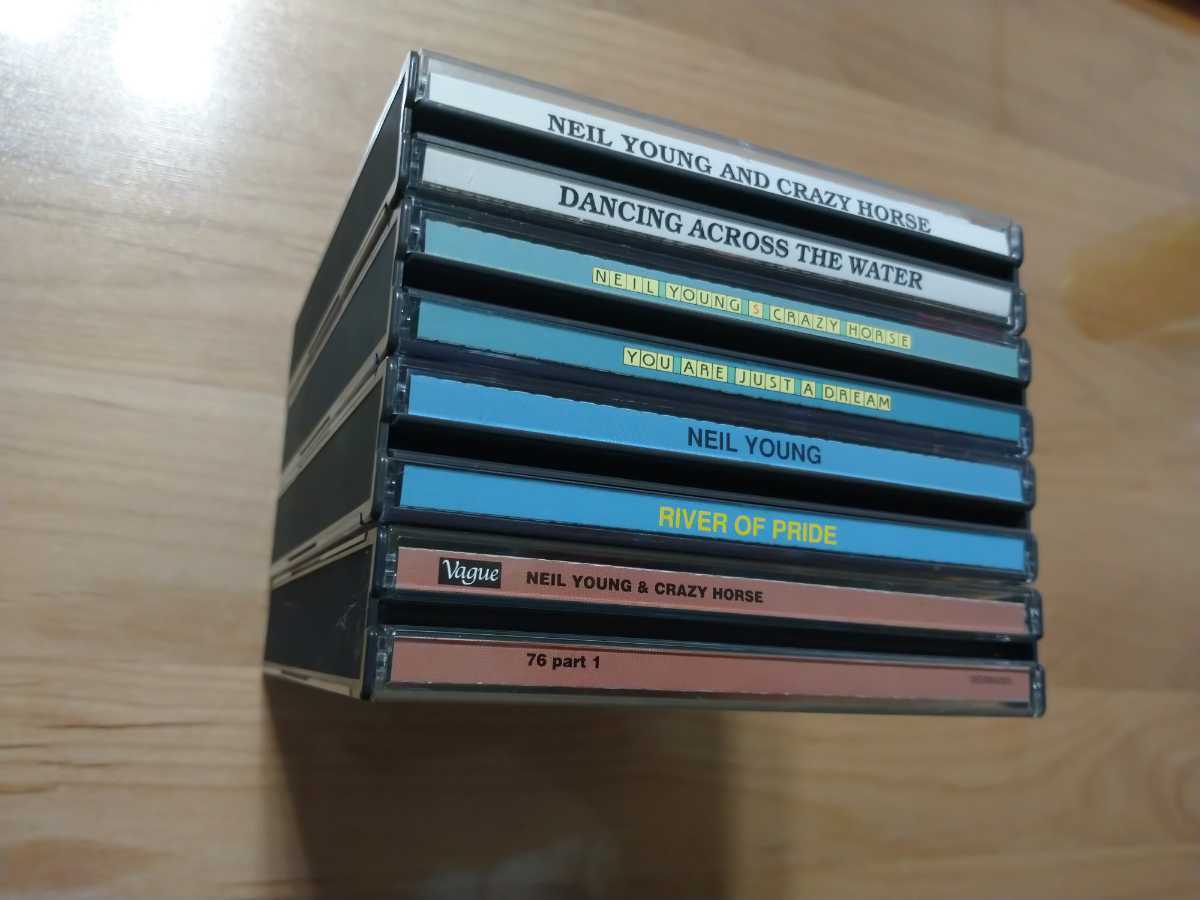 NEIL YOUNG AND CRAZY HORSE
DANCING ACROSS THE WATER
NEIL YOUNG & CRAZY HORSE
YOU ARE JUST A DREAM
NEIL YOUNG
RIVER OF PRIDE
Vague NEIL YOUNG & CRAZY HORSE
76 part 1